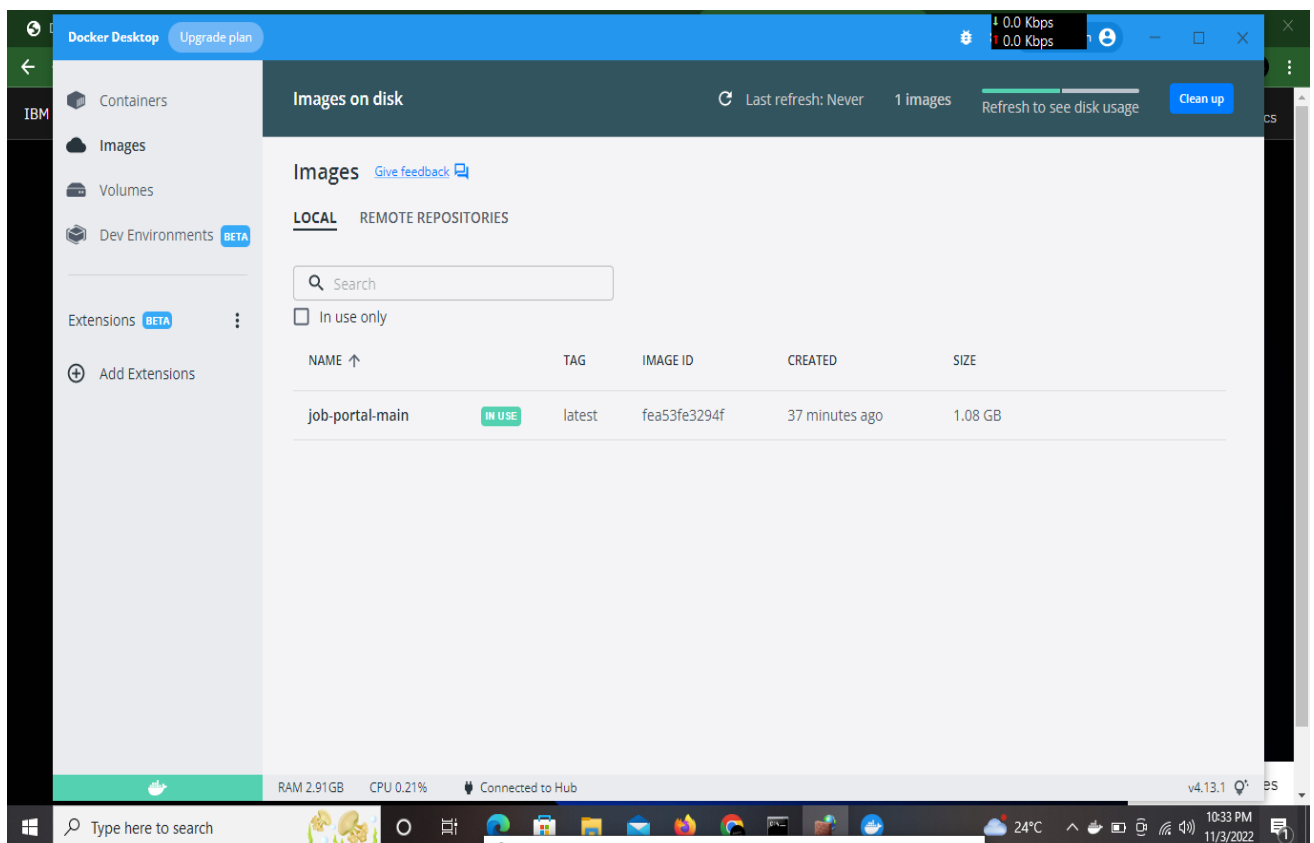 Docker Desktop Upgrade plan
↓ 0.0 Kbps
↑ 0.0 Kbps
IBM
Containers
Images
Volumes
Dev Environments BETA
Extensions BETA
Add Extensions
Images on disk
Last refresh: Never
1 images
Refresh to see disk usage
Clean up
cs
Images Give feedback
LOCAL REMOTE REPOSITORIES
Search
In use only
NAME ↑ TAG IMAGE ID CREATED SIZE
job-portal-main IN USE latest fea53fe3294f 37 minutes ago 1.08 GB
RAM 2.91GB CPU 0.21% Connected to Hub
v4.13.1
es
Type here to search
24°C
10:33 PM
11/3/2022
1